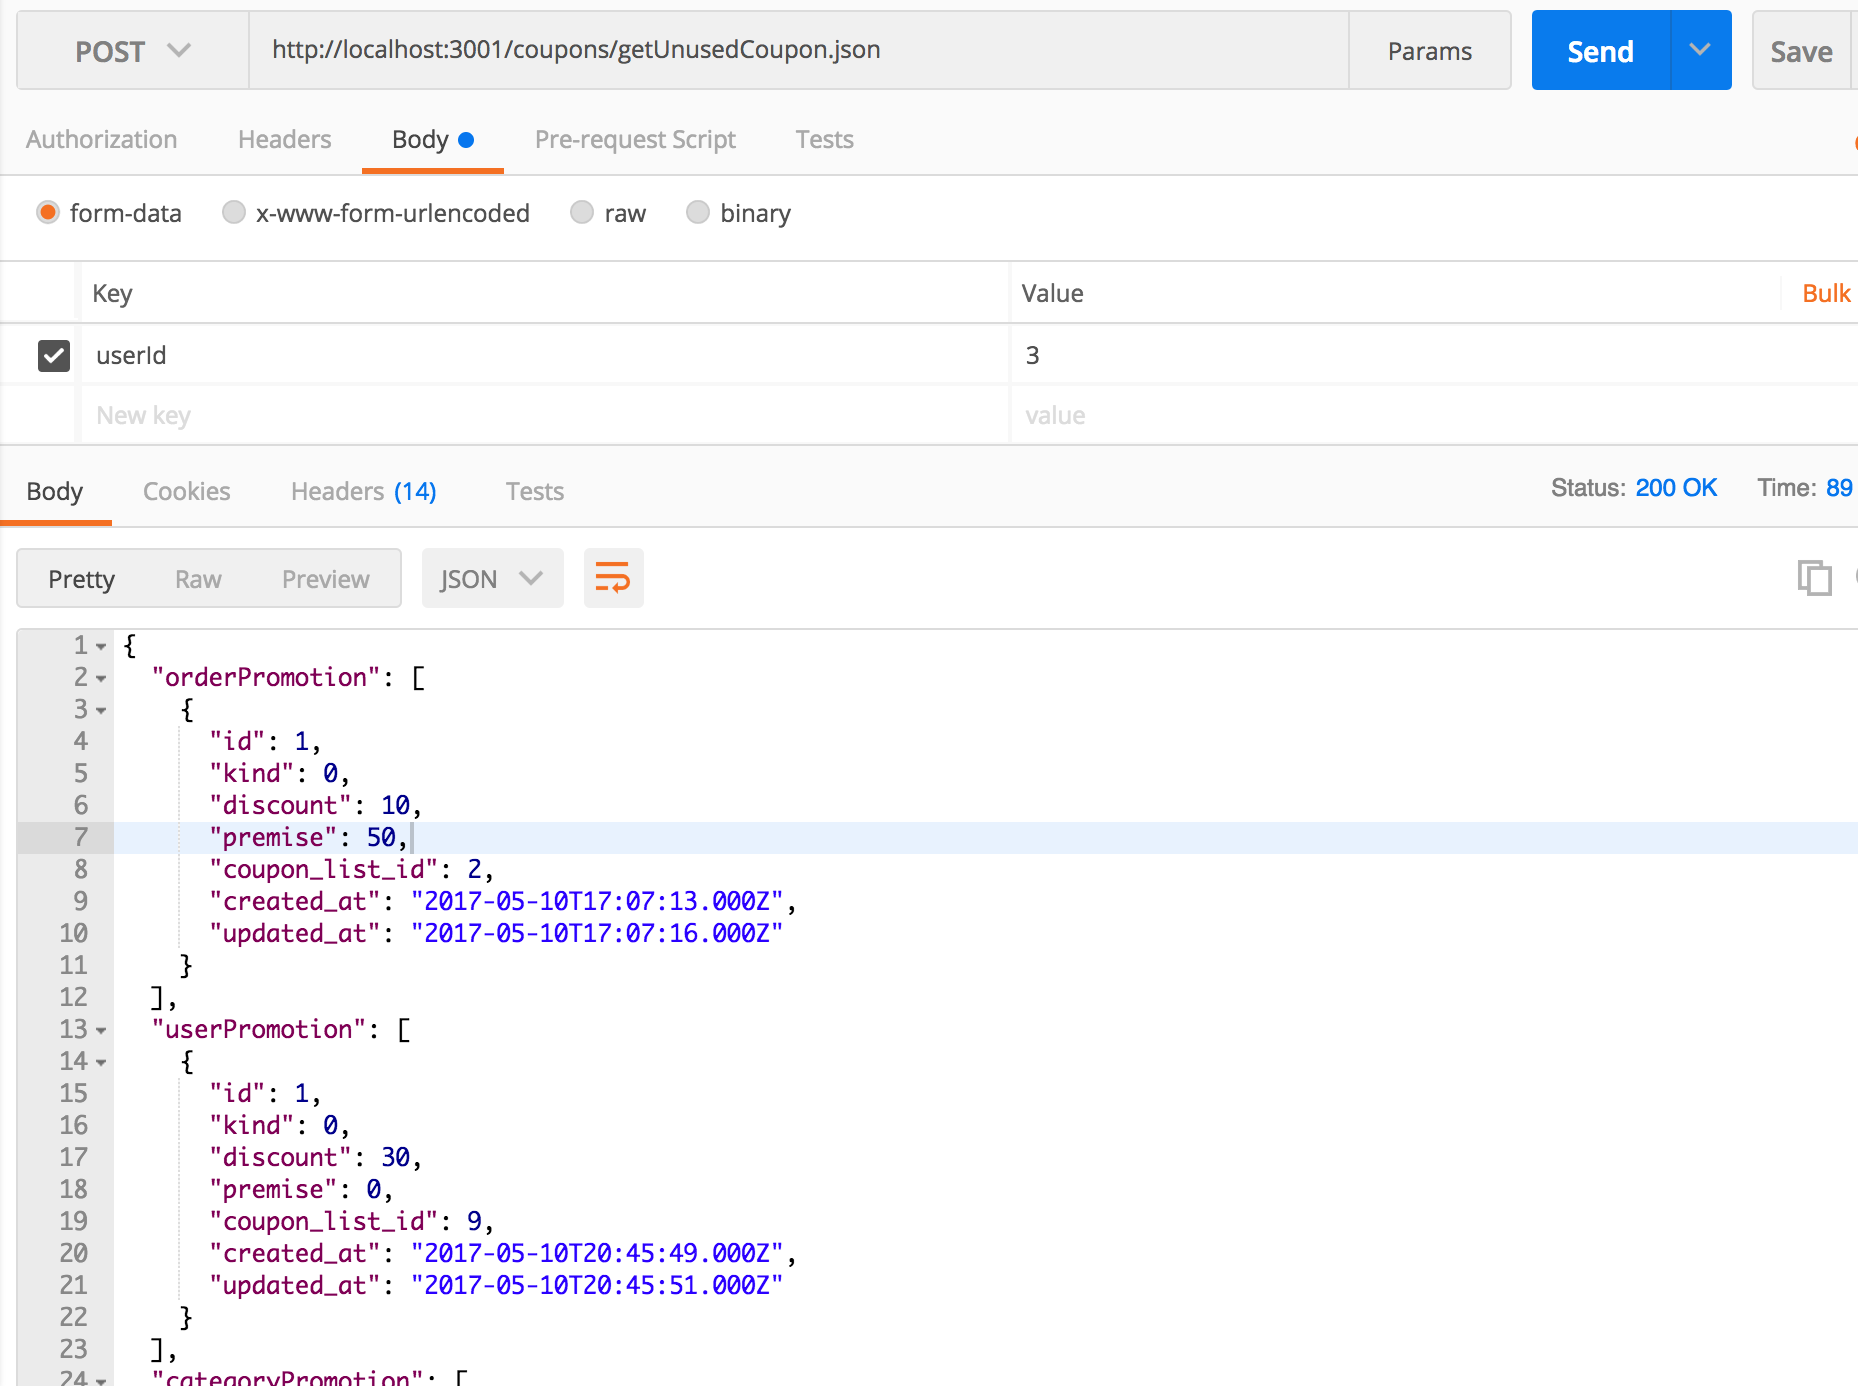 POST http://localhost:3001/coupons/getUnusedCoupon.json Params Send Save
Authorization Headers Body Pre-request Script Tests
form-data x-www-form-urlencoded raw binary
Key Value Bulk
userId 3
New key value
Body Cookies Headers (14) Tests Status: 200 OK Time: 89
Pretty Raw Preview JSON
1 {
2 "orderPromotion": [
3 {
4 "id": 1,
5 "kind": 0,
6 "discount": 10,
7 "premise": 50,
8 "coupon_list_id": 2,
9 "created_at": "2017-05-10T17:07:13.000Z",
10 "updated_at": "2017-05-10T17:07:16.000Z"
11 }
12 ],
13 "userPromotion": [
14 {
15 "id": 1,
16 "kind": 0,
17 "discount": 30,
18 "premise": 0,
19 "coupon_list_id": 9,
20 "created_at": "2017-05-10T20:45:49.000Z",
21 "updated_at": "2017-05-10T20:45:51.000Z"
22 }
23 ],
24 "categoryPromotion": [